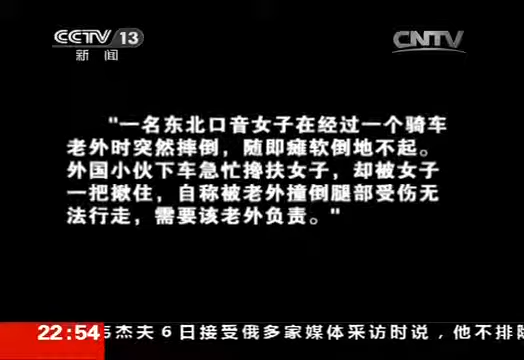 CCTV 13
CNTV
新闻
"一名东北口音女子在经过一个骑车
老外时突然摔倒，随即瘫软倒地不起。
外国小伙下车急忙搀扶女子，却被女子
一把揪住，自称被老外撞倒腿部受伤无
法行走，需要该老外负责。"
22:54
杰夫6日接受俄多家媒体采访时说，他不排